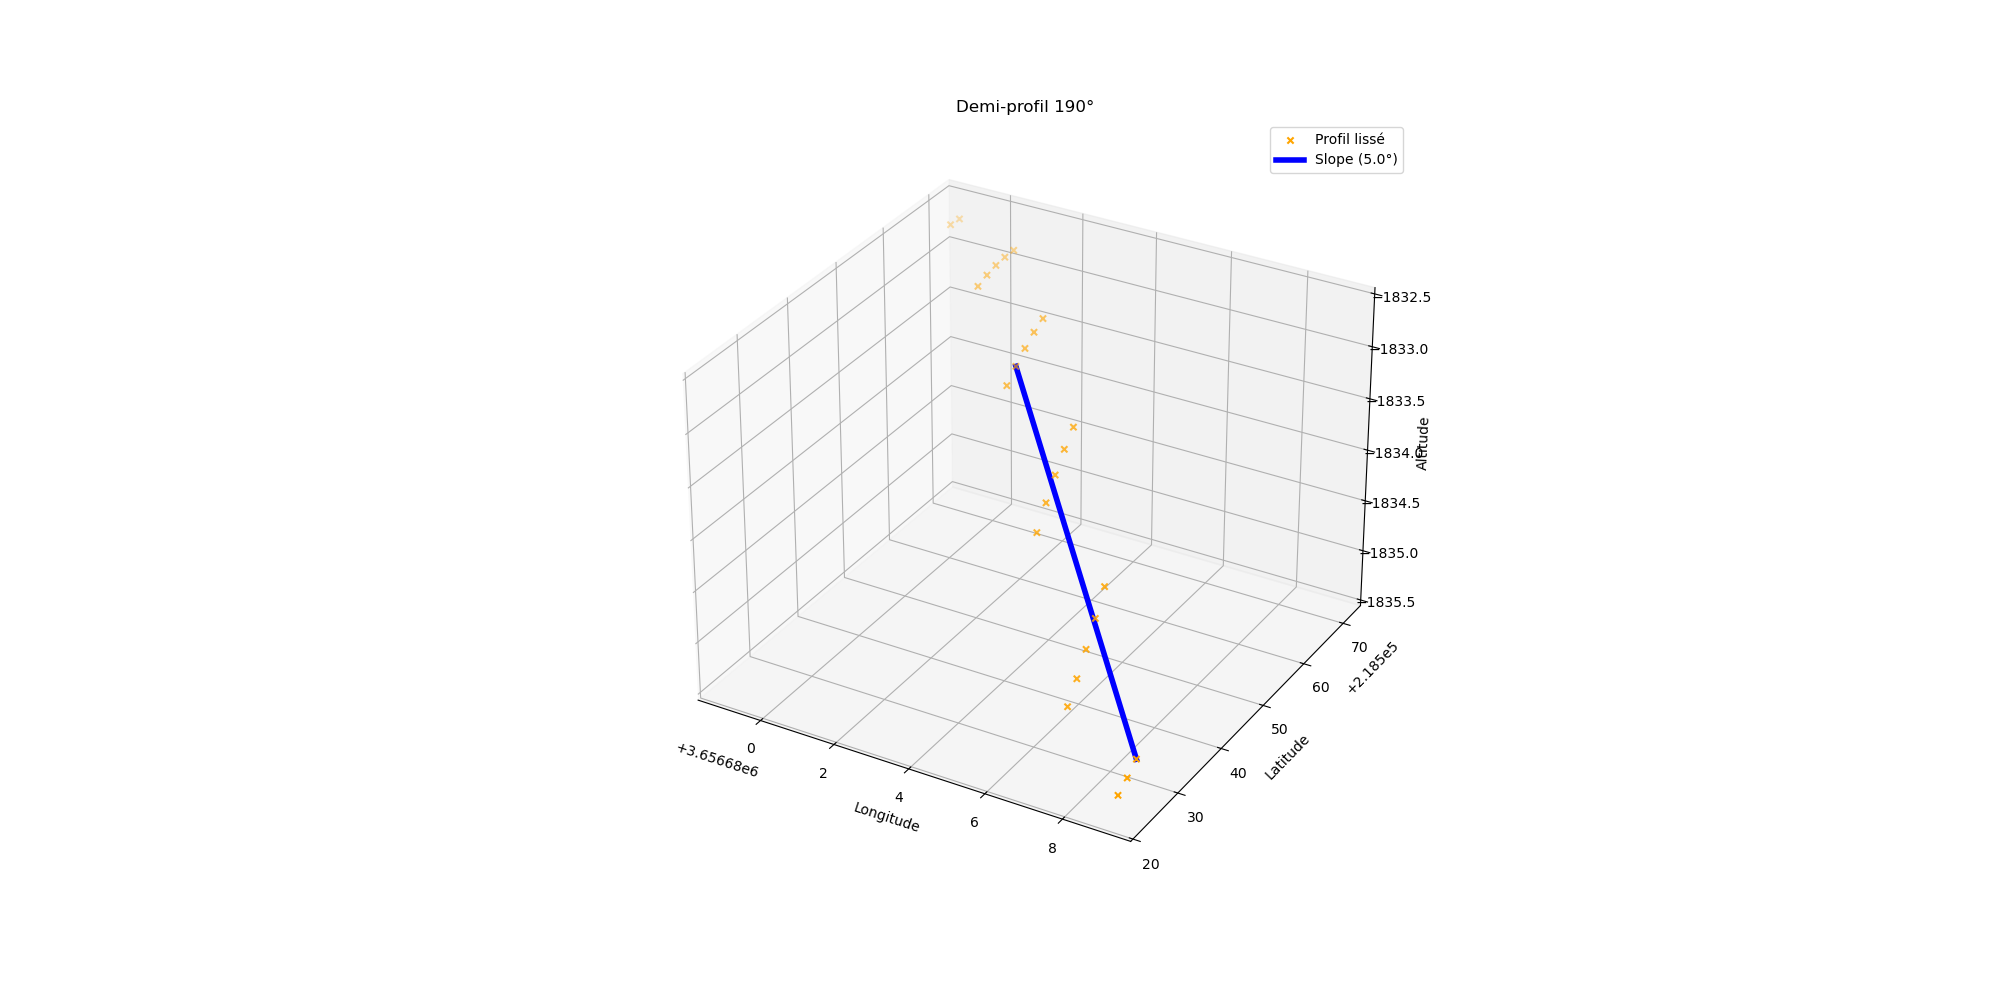 Demi-profil 190°
Profil lissé
Slope (5.0°)
−1832.5
−1833.0
−1833.5
−1834.0
−1834.5
−1835.0
−1835.5
Altitude
70
60
50
40
30
20
+2.185e5
Latitude
0
2
4
6
8
+3.65668e6
Longitude